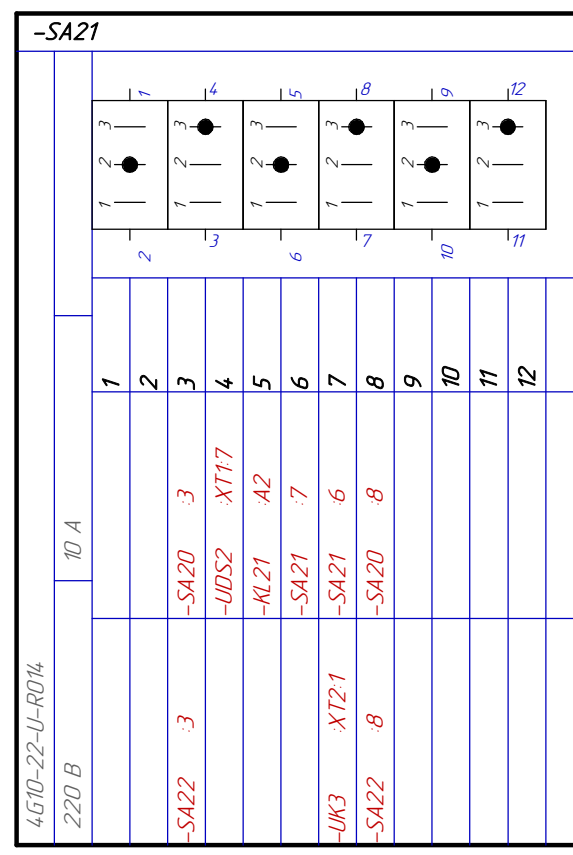 -SA21
1 4 5 8 9 12
3 3 3 3 3 3
2 2 2 2 2 2
1 1 1 1 1 1
2 3 6 7 10 11
1 2 3 4 5 6 7 8 9 10 11 12
-SA20 :3
-UDS2 :XT1:7
-KL21 :A2
-SA21 :7
-SA21 :6
-SA20 :8
-SA22 :3
-UK3 :XT2:1
-SA22 :8
4G10-22-U-R014
220 В 10 А